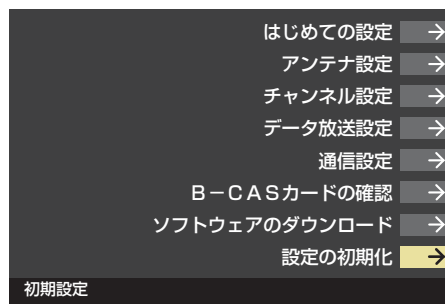 はじめての設定 →
アンテナ設定 →
チャンネル設定 →
データ放送設定 →
通信設定 →
B－CASカードの確認 →
ソフトウェアのダウンロード →
設定の初期化 →
初期設定